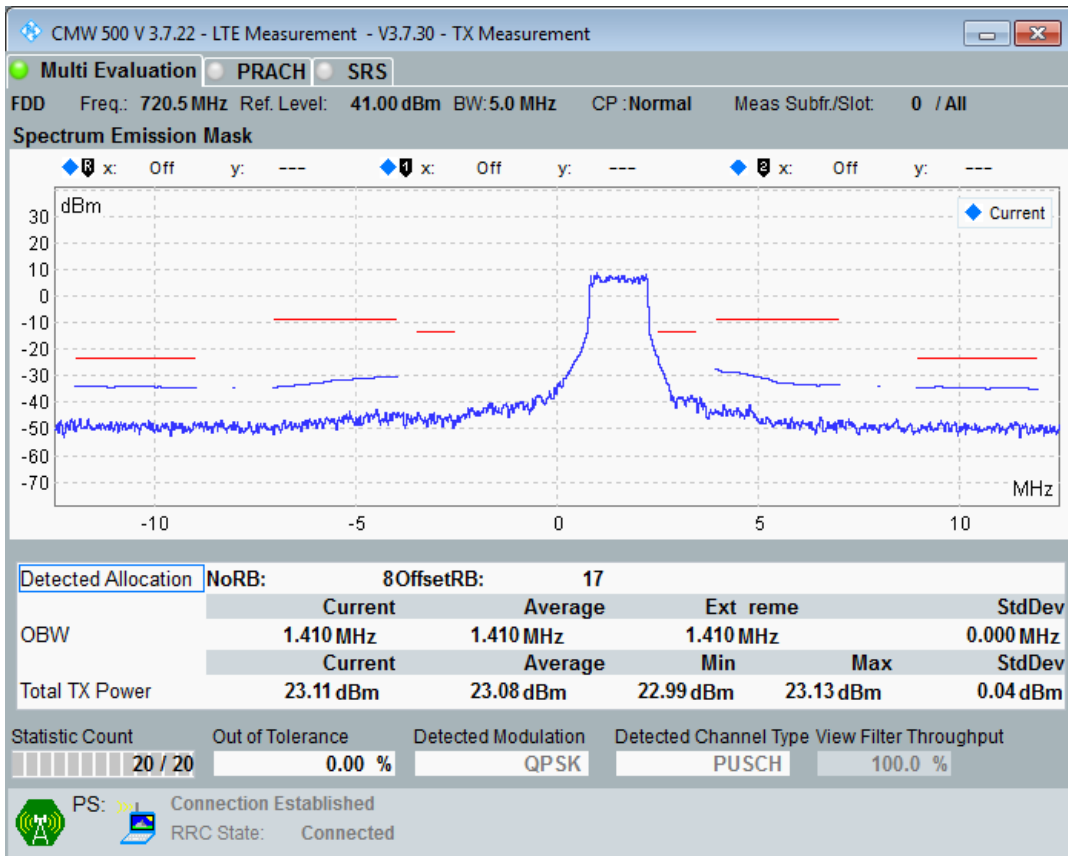 CMW 500 V 3.7.22 - LTE Measurement  - V3.7.30 - TX Measurement
Multi Evaluation PRACH SRS
FDD Freq.: 720.5 MHz Ref. Level: 41.00 dBm BW: 5.0 MHz CP : Normal Meas Subfr./Slot: 0 / All
Spectrum Emission Mask
R x: Off y: --- 1 x: Off y: --- 2 x: Off y: ---
dBm
Current
30
20
10
0
-10
-20
-30
-40
-50
-60
-70
MHz
-10 -5 0 5 10
Detected Allocation NoRB: 8 OffsetRB: 17
Current Average Ext reme StdDev
OBW 1.410 MHz 1.410 MHz 1.410 MHz 0.000 MHz
Current Average Min Max StdDev
Total TX Power 23.11 dBm 23.08 dBm 22.99 dBm 23.13 dBm 0.04 dBm
Statistic Count Out of Tolerance Detected Modulation Detected Channel Type View Filter Throughput
20 / 20 0.00 % QPSK PUSCH 100.0 %
PS: Connection Established
RRC State: Connected